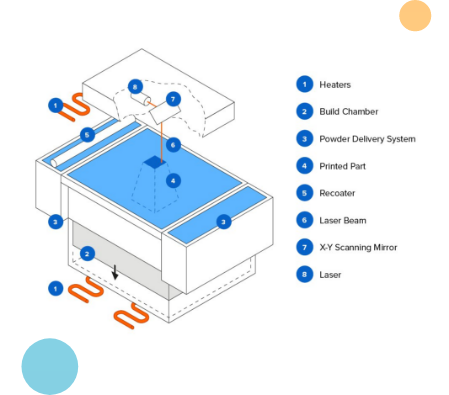 8
7
1
5
6
4
3
3
2
1
1 Heaters
2 Build Chamber
3 Powder Delivery System
4 Printed Part
5 Recoater
6 Laser Beam
7 X-Y Scanning Mirror
8 Laser